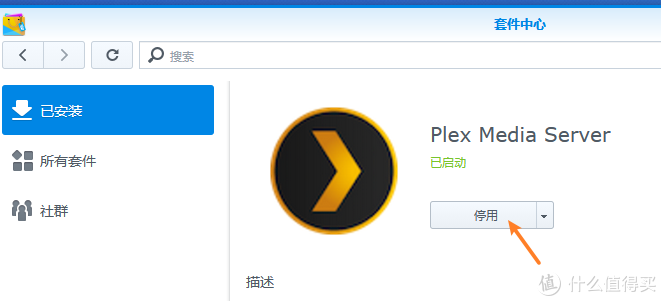 套件中心
搜索
已安装
所有套件
社群
Plex Media Server
已启动
停用
描述
值 什么值得买